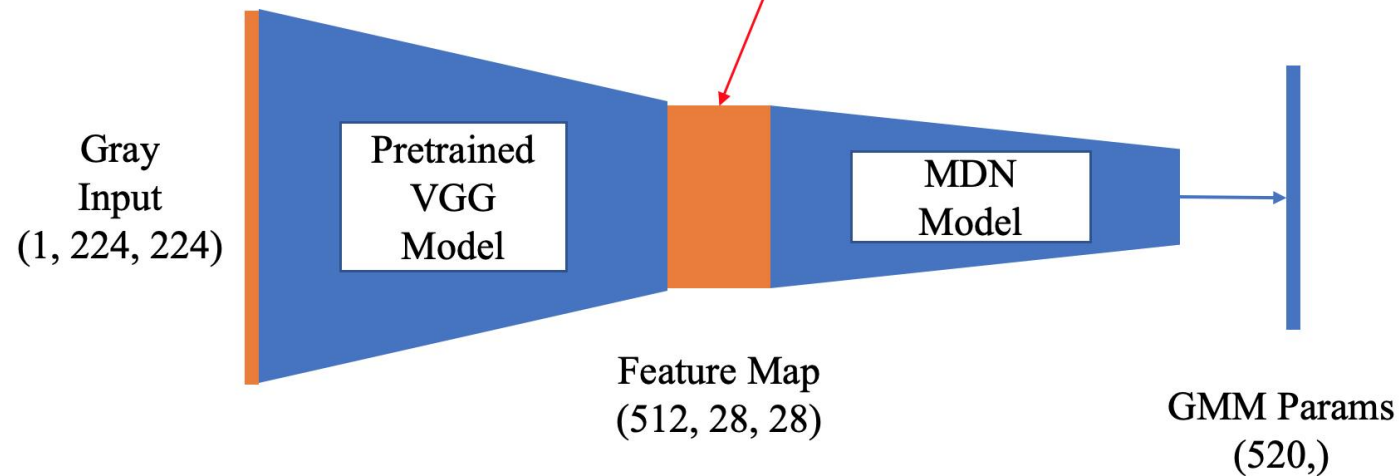 Gray
Input
(1, 224, 224)
Pretrained
VGG
Model
MDN
Model
Feature Map
(512, 28, 28)
GMM Params
(520,)